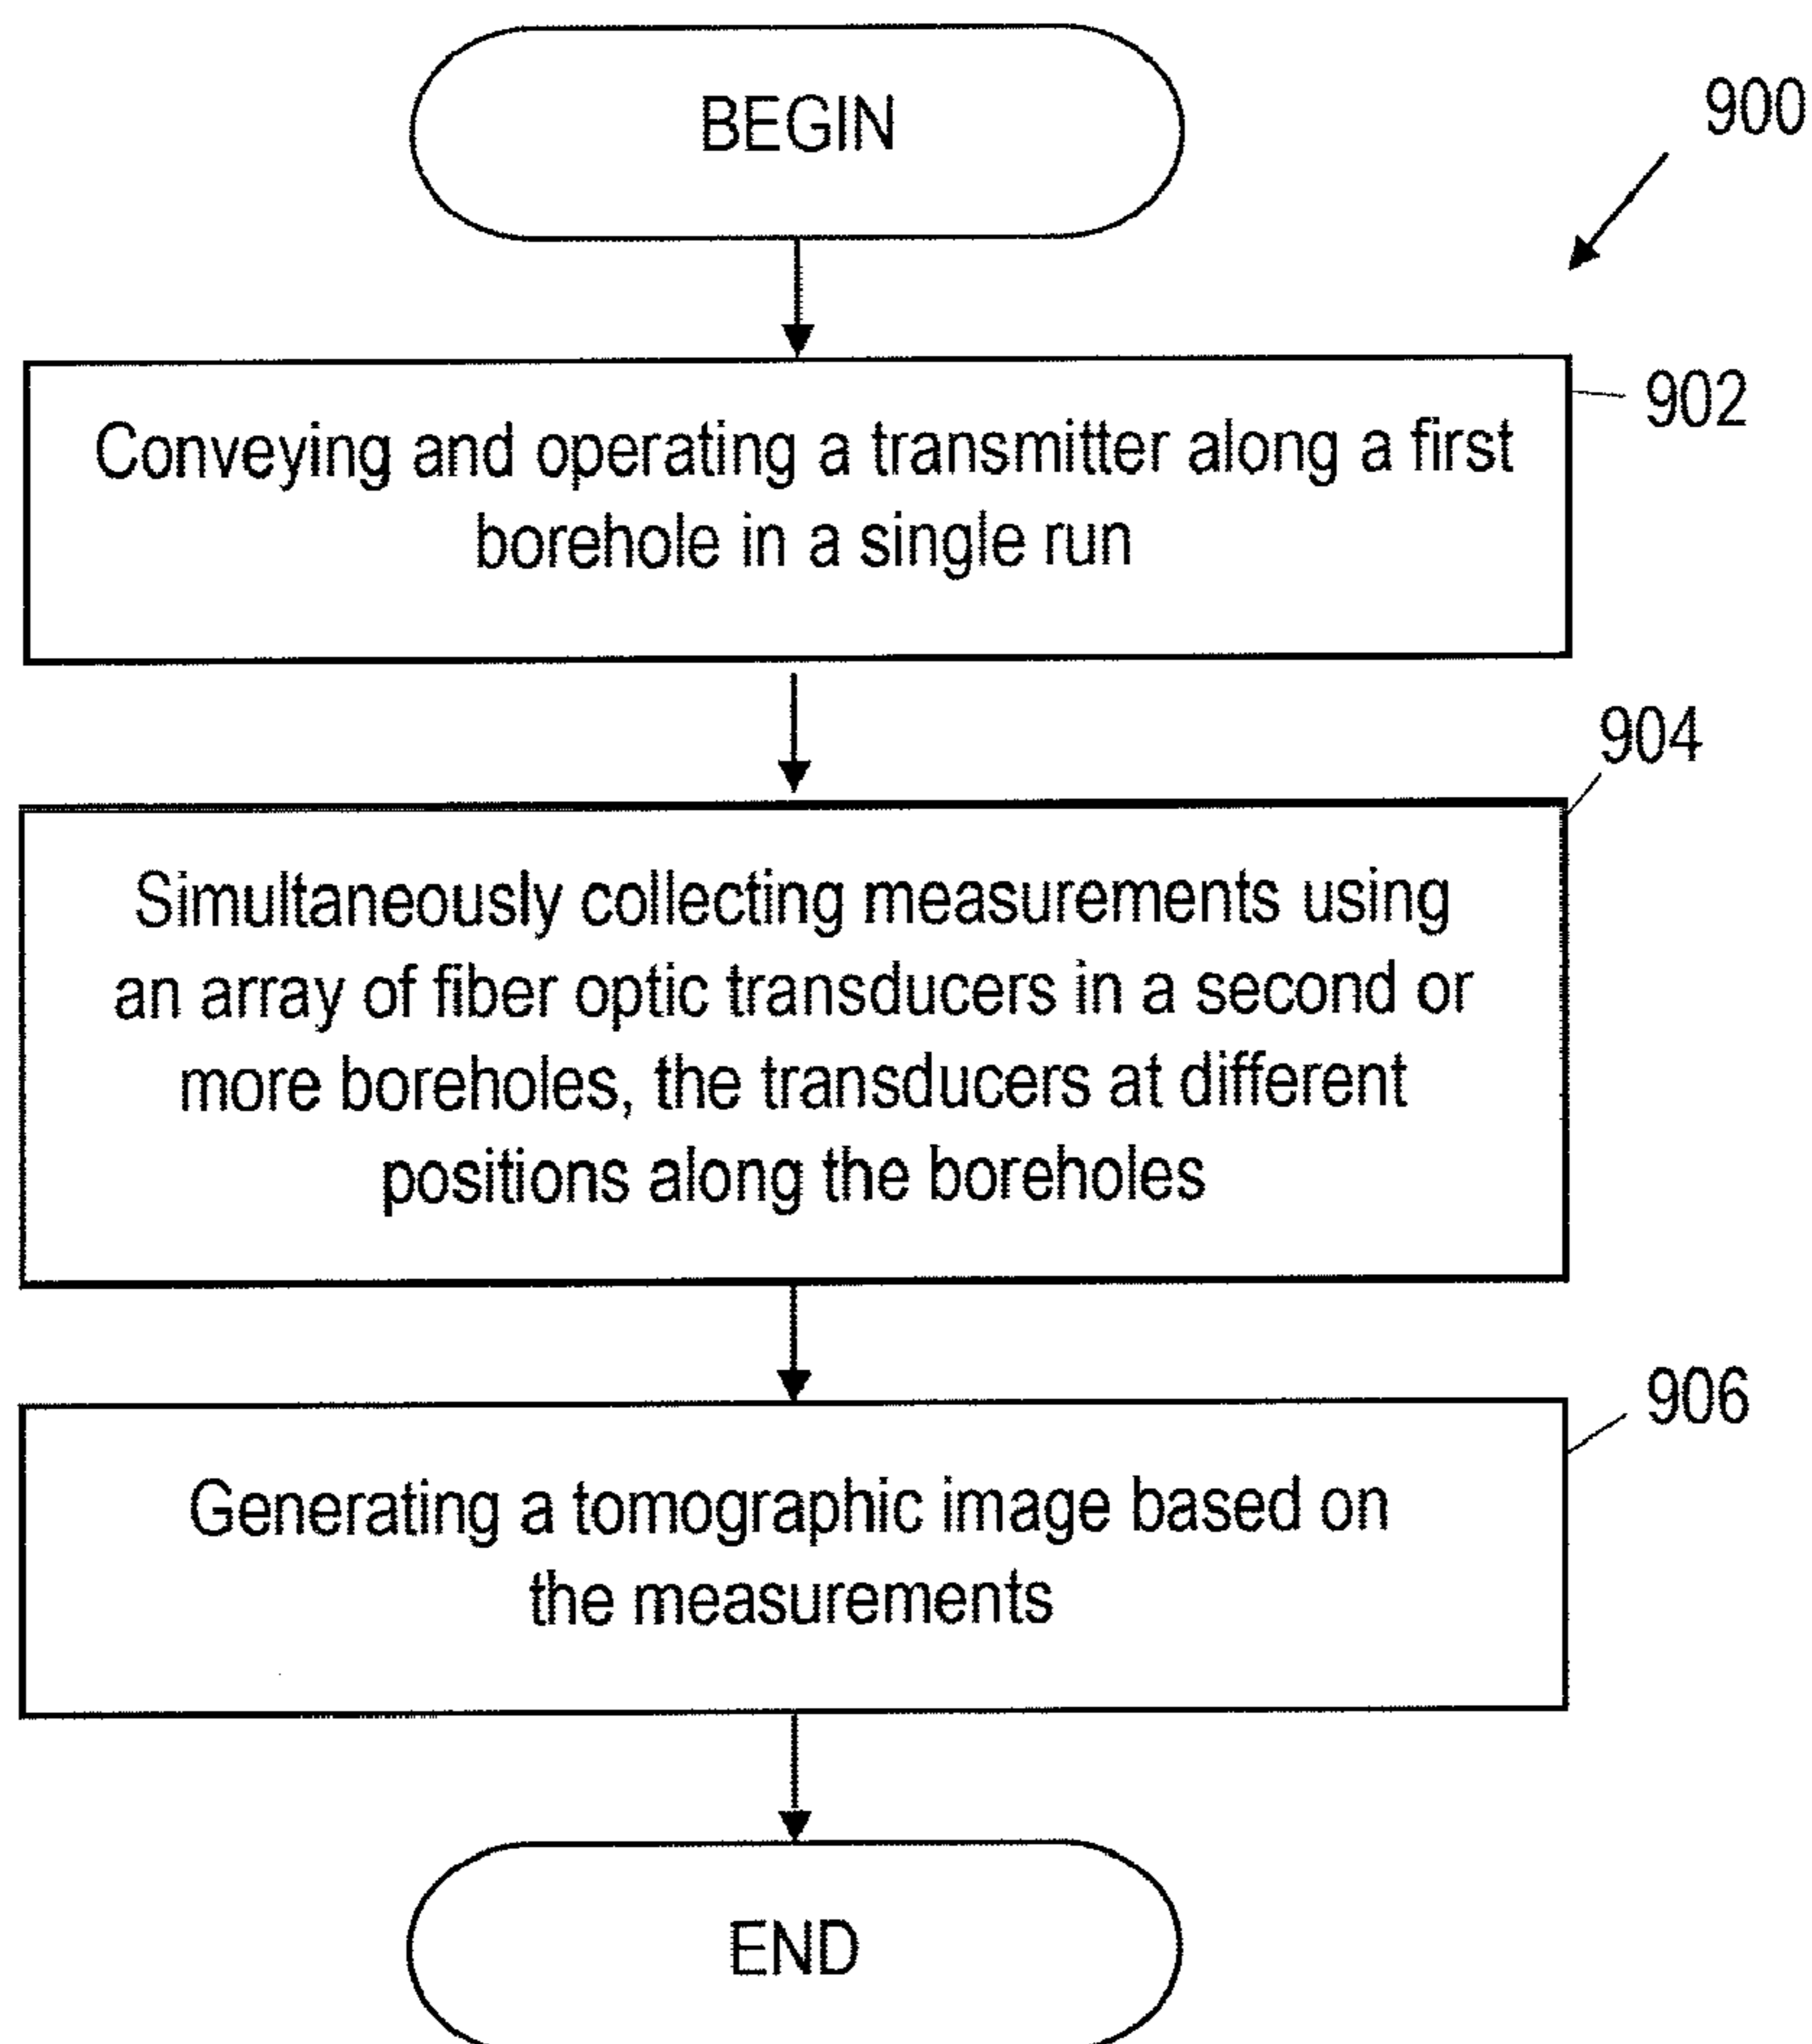 BEGIN
900
Conveying and operating a transmitter along a first
borehole in a single run
902
904
Simultaneously collecting measurements using
an array of fiber optic transducers in a second or
more boreholes, the transducers at different
positions along the boreholes
906
Generating a tomographic image based on
the measurements
END